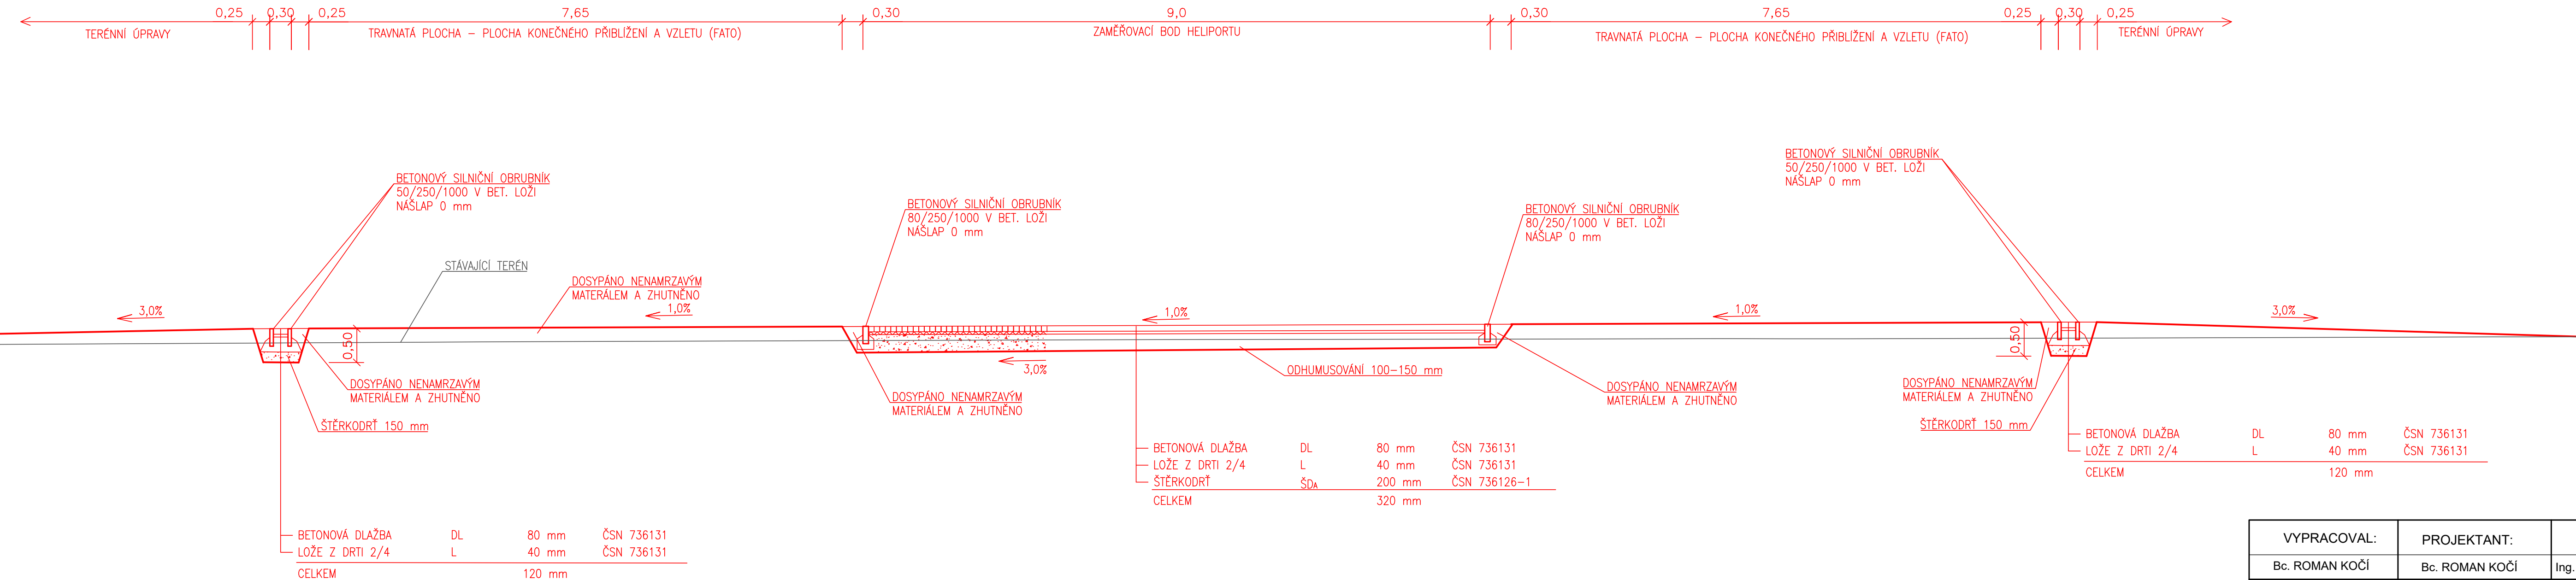 0,25 0,30 0,25 7,65 0,30 9,0 0,30 7,65 0,25 0,30 0,25
TERÉNNÍ ÚPRAVY
TRAVNATÁ PLOCHA – PLOCHA KONEČNÉHO PŘIBLÍŽENÍ A VZLETU (FATO)
ZAMĚŘOVACÍ BOD HELIPORTU
TRAVNATÁ PLOCHA – PLOCHA KONEČNÉHO PŘIBLÍŽENÍ A VZLETU (FATO)
TERÉNNÍ ÚPRAVY
BETONOVÝ SILNIČNÍ OBRUBNÍK
50/250/1000 V BET. LOŽI
NÁŠLAP 0 mm
BETONOVÝ SILNIČNÍ OBRUBNÍK
80/250/1000 V BET. LOŽI
NÁŠLAP 0 mm
BETONOVÝ SILNIČNÍ OBRUBNÍK
80/250/1000 V BET. LOŽI
NÁŠLAP 0 mm
BETONOVÝ SILNIČNÍ OBRUBNÍK
50/250/1000 V BET. LOŽI
NÁŠLAP 0 mm
STÁVAJÍCÍ TERÉN
DOSYPÁNO NENAMRZAVÝM
MATERÁLEM A ZHUTNĚNO
3,0%
1,0%
1,0%
1,0%
3,0%
0,50
0,50
3,0%
ODHUMUSOVÁNÍ 100-150 mm
DOSYPÁNO NENAMRZAVÝM
MATERIÁLEM A ZHUTNĚNO
ŠTĚRKODRŤ 150 mm
DOSYPÁNO NENAMRZAVÝM
MATERIÁLEM A ZHUTNĚNO
DOSYPÁNO NENAMRZAVÝM
MATERIÁLEM A ZHUTNĚNO
DOSYPÁNO NENAMRZAVÝM
MATERIÁLEM A ZHUTNĚNO
ŠTĚRKODRŤ 150 mm
BETONOVÁ DLAŽBA DL 80 mm ČSN 736131
LOŽE Z DRTI 2/4 L 40 mm ČSN 736131
ŠTĚRKODRŤ ŠDA 200 mm ČSN 736126-1
CELKEM 320 mm
BETONOVÁ DLAŽBA DL 80 mm ČSN 736131
LOŽE Z DRTI 2/4 L 40 mm ČSN 736131
CELKEM 120 mm
BETONOVÁ DLAŽBA DL 80 mm ČSN 736131
LOŽE Z DRTI 2/4 L 40 mm ČSN 736131
CELKEM 120 mm
VYPRACOVAL: PROJEKTANT:
Bc. ROMAN KOČÍ Bc. ROMAN KOČÍ Ing.